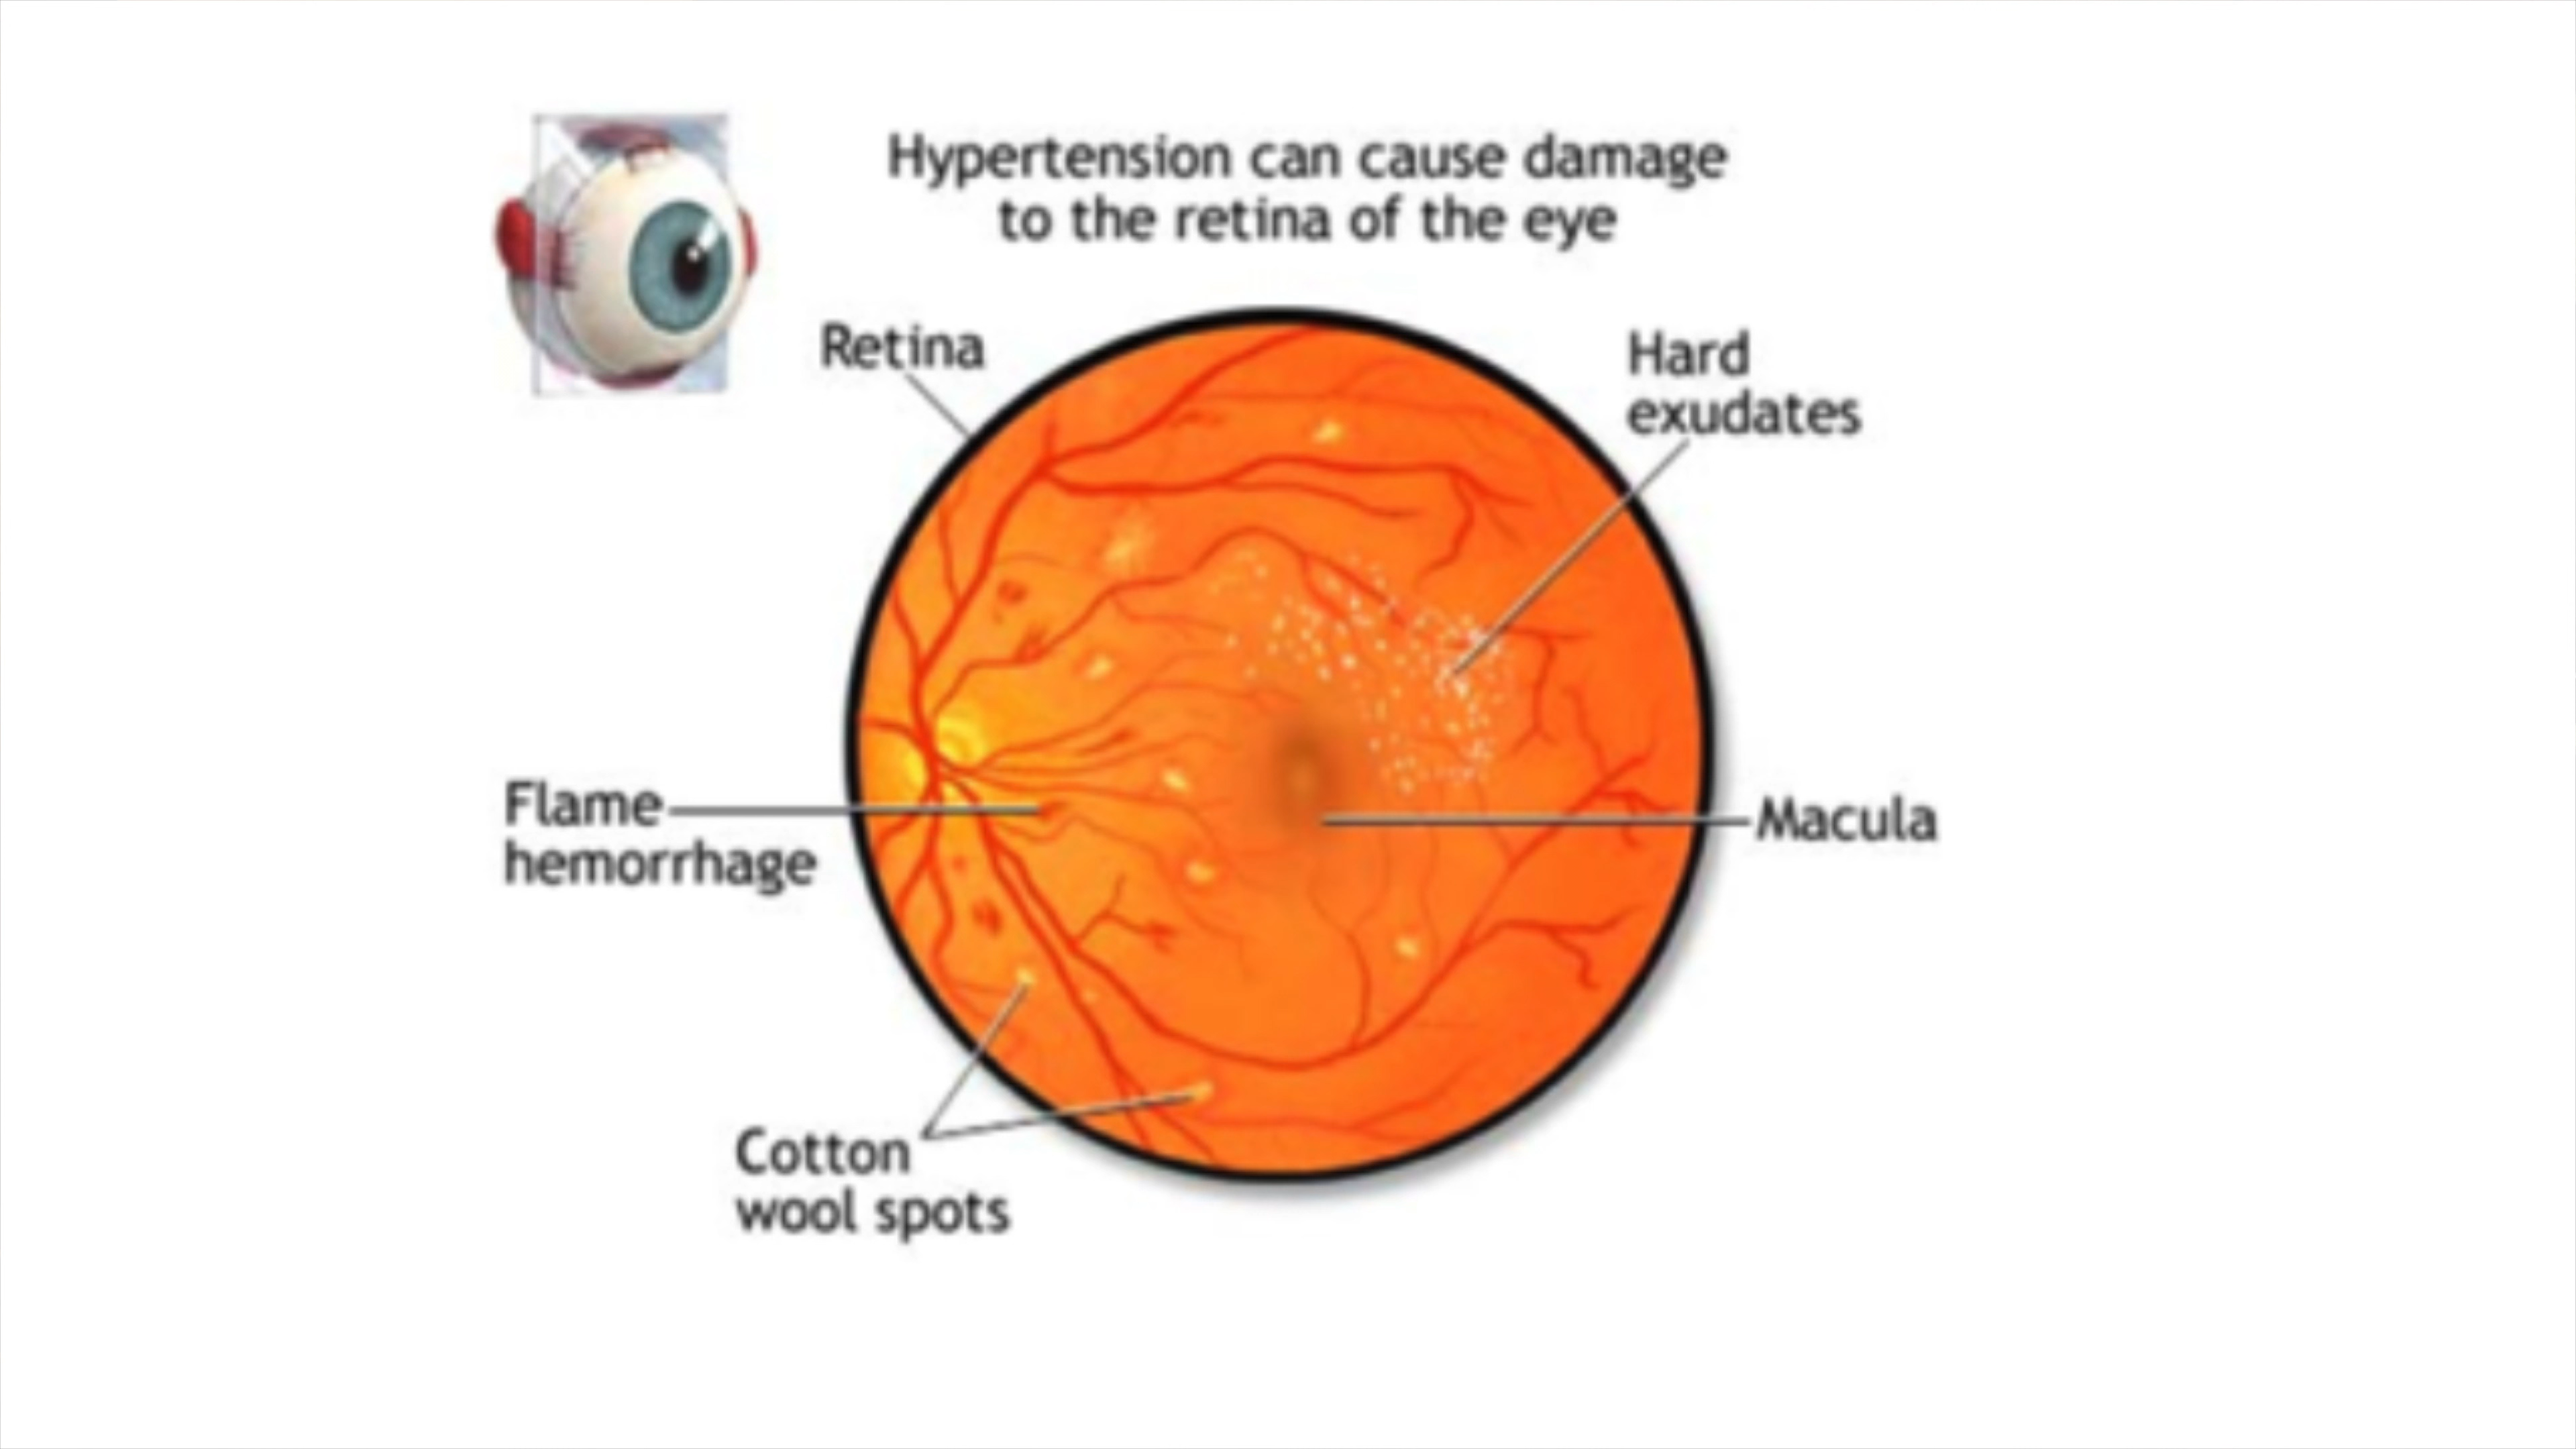 Hypertension can cause damage
to the retina of the eye
Retina
Hard
exudates
Flame
hemorrhage
Macula
Cotton
wool spots